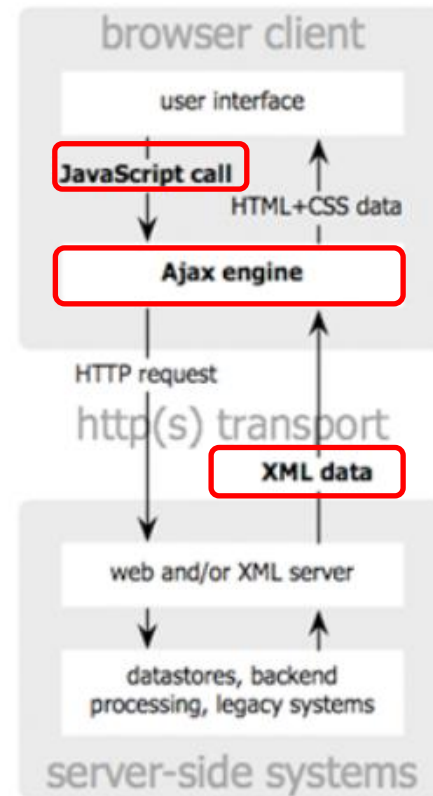 browser client
user interface
JavaScript call
HTML+CSS data
Ajax engine
HTTP request
http(s) transport
XML data
web and/or XML server
datastores, backend
processing, legacy systems
server-side systems